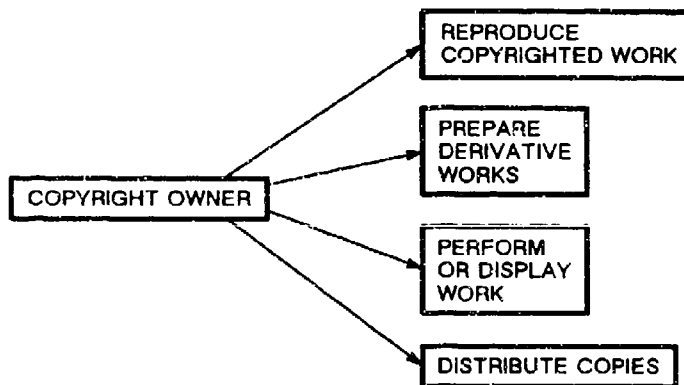 REPRODUCE
COPYRIGHTED WORK
PREPARE
DERIVATIVE
WORKS
COPYRIGHT OWNER
PERFORM
OR DISPLAY
WORK
DISTRIBUTE COPIES